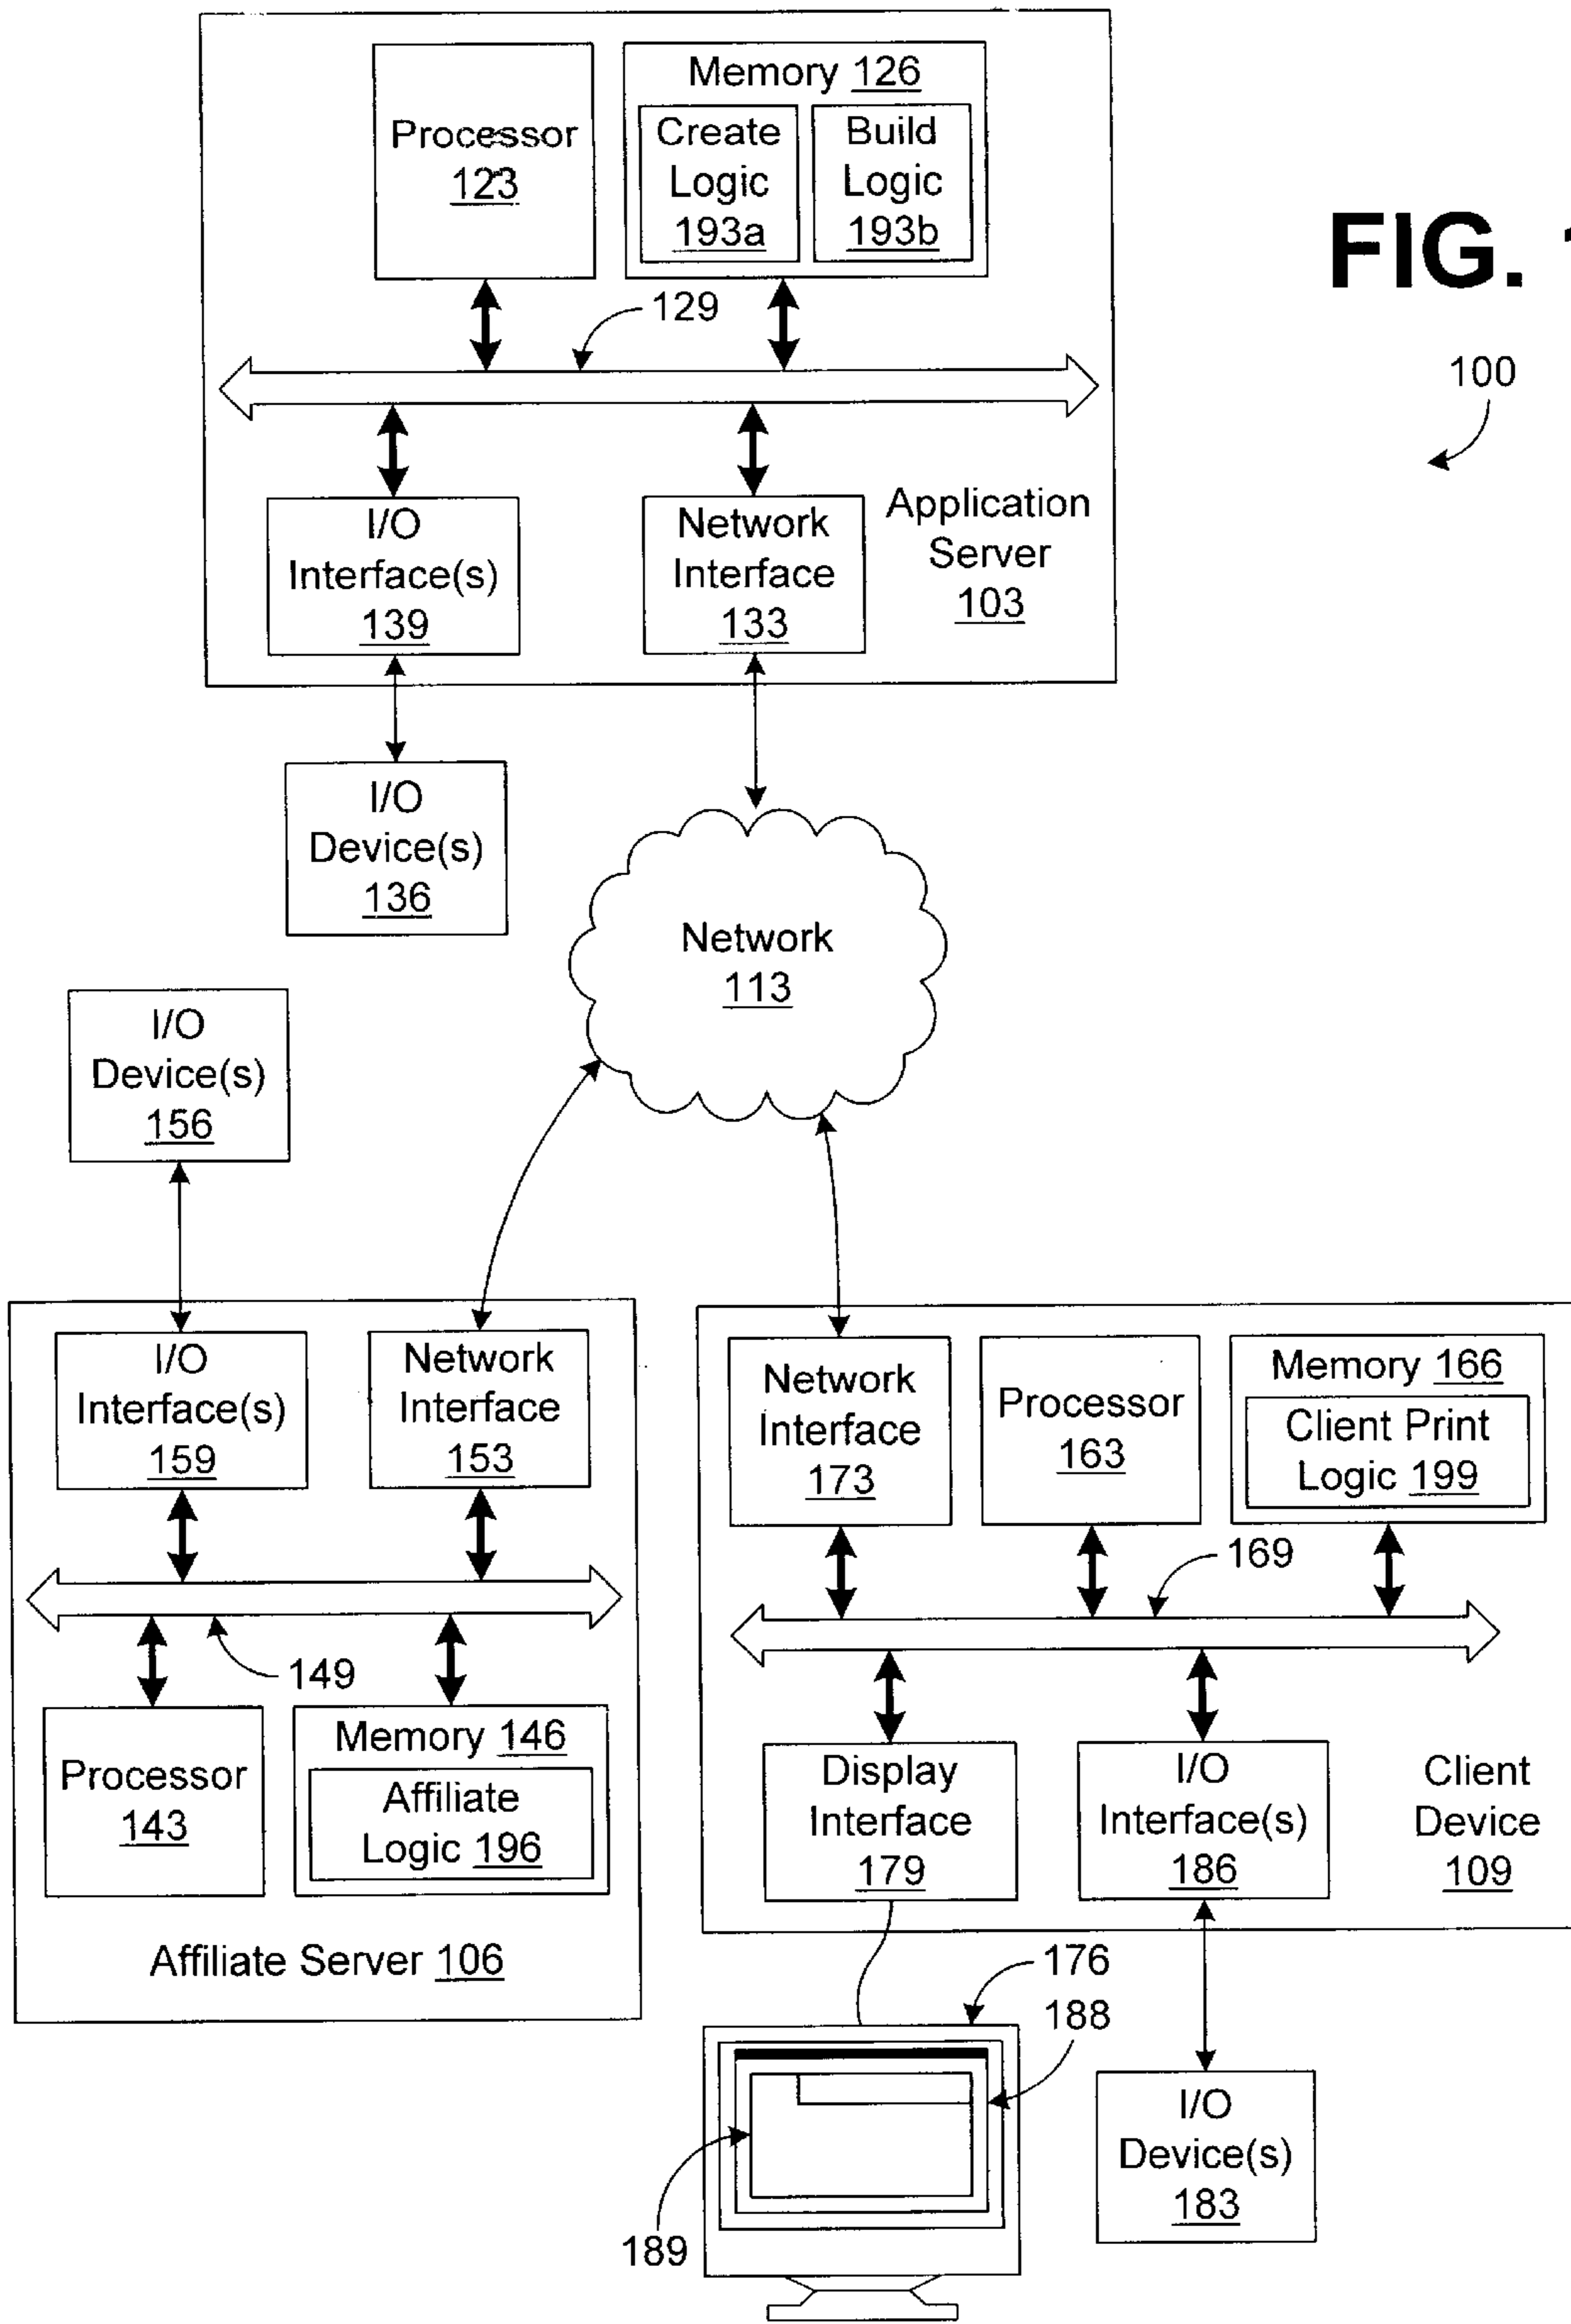 FIG. 1
100
Processor
123
Memory 126
Create
Logic
193a
Build
Logic
193b
129
I/O
Interface(s)
139
Network
Interface
133
Application
Server
103
I/O
Device(s)
136
Network
113
I/O
Device(s)
156
I/O
Interface(s)
159
Network
Interface
153
149
Processor
143
Memory 146
Affiliate
Logic 196
Affiliate Server 106
Network
Interface
173
Processor
163
Memory 166
Client Print
Logic 199
169
Display
Interface
179
I/O
Interface(s)
186
Client
Device
109
176
188
189
I/O
Device(s)
183